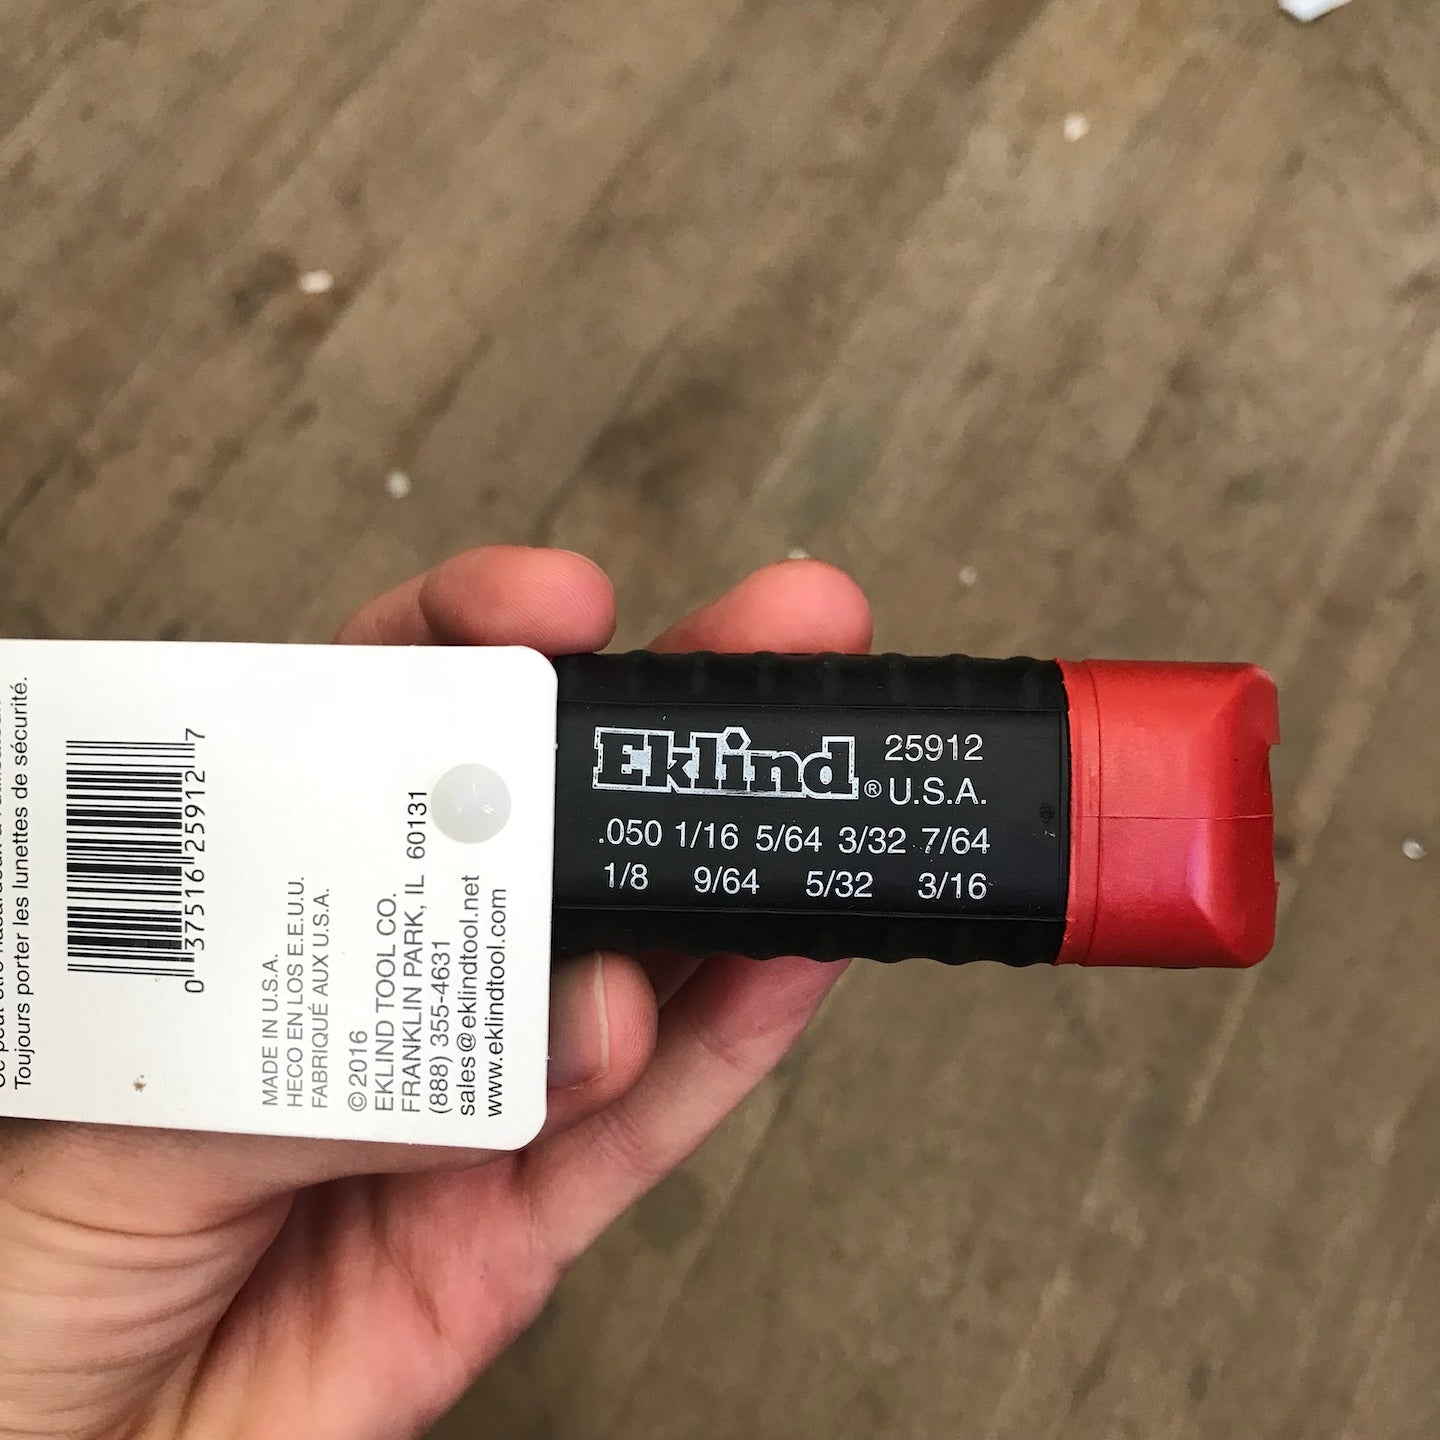 Eklind® 25912
U.S.A.
.050 1/16 5/64 3/32 7/64
1/8 9/64 5/32 3/16
Toujours porter les lunettes de sécurité.
0 37516 25912 7
MADE IN U.S.A.
HECO EN LOS E.E.U.U.
FABRIQUÉ AUX U.S.A.
©2016
EKLIND TOOL CO.
FRANKLIN PARK, IL 60131
(888) 355-4631
sales@eklindtool.net
www.eklindtool.com